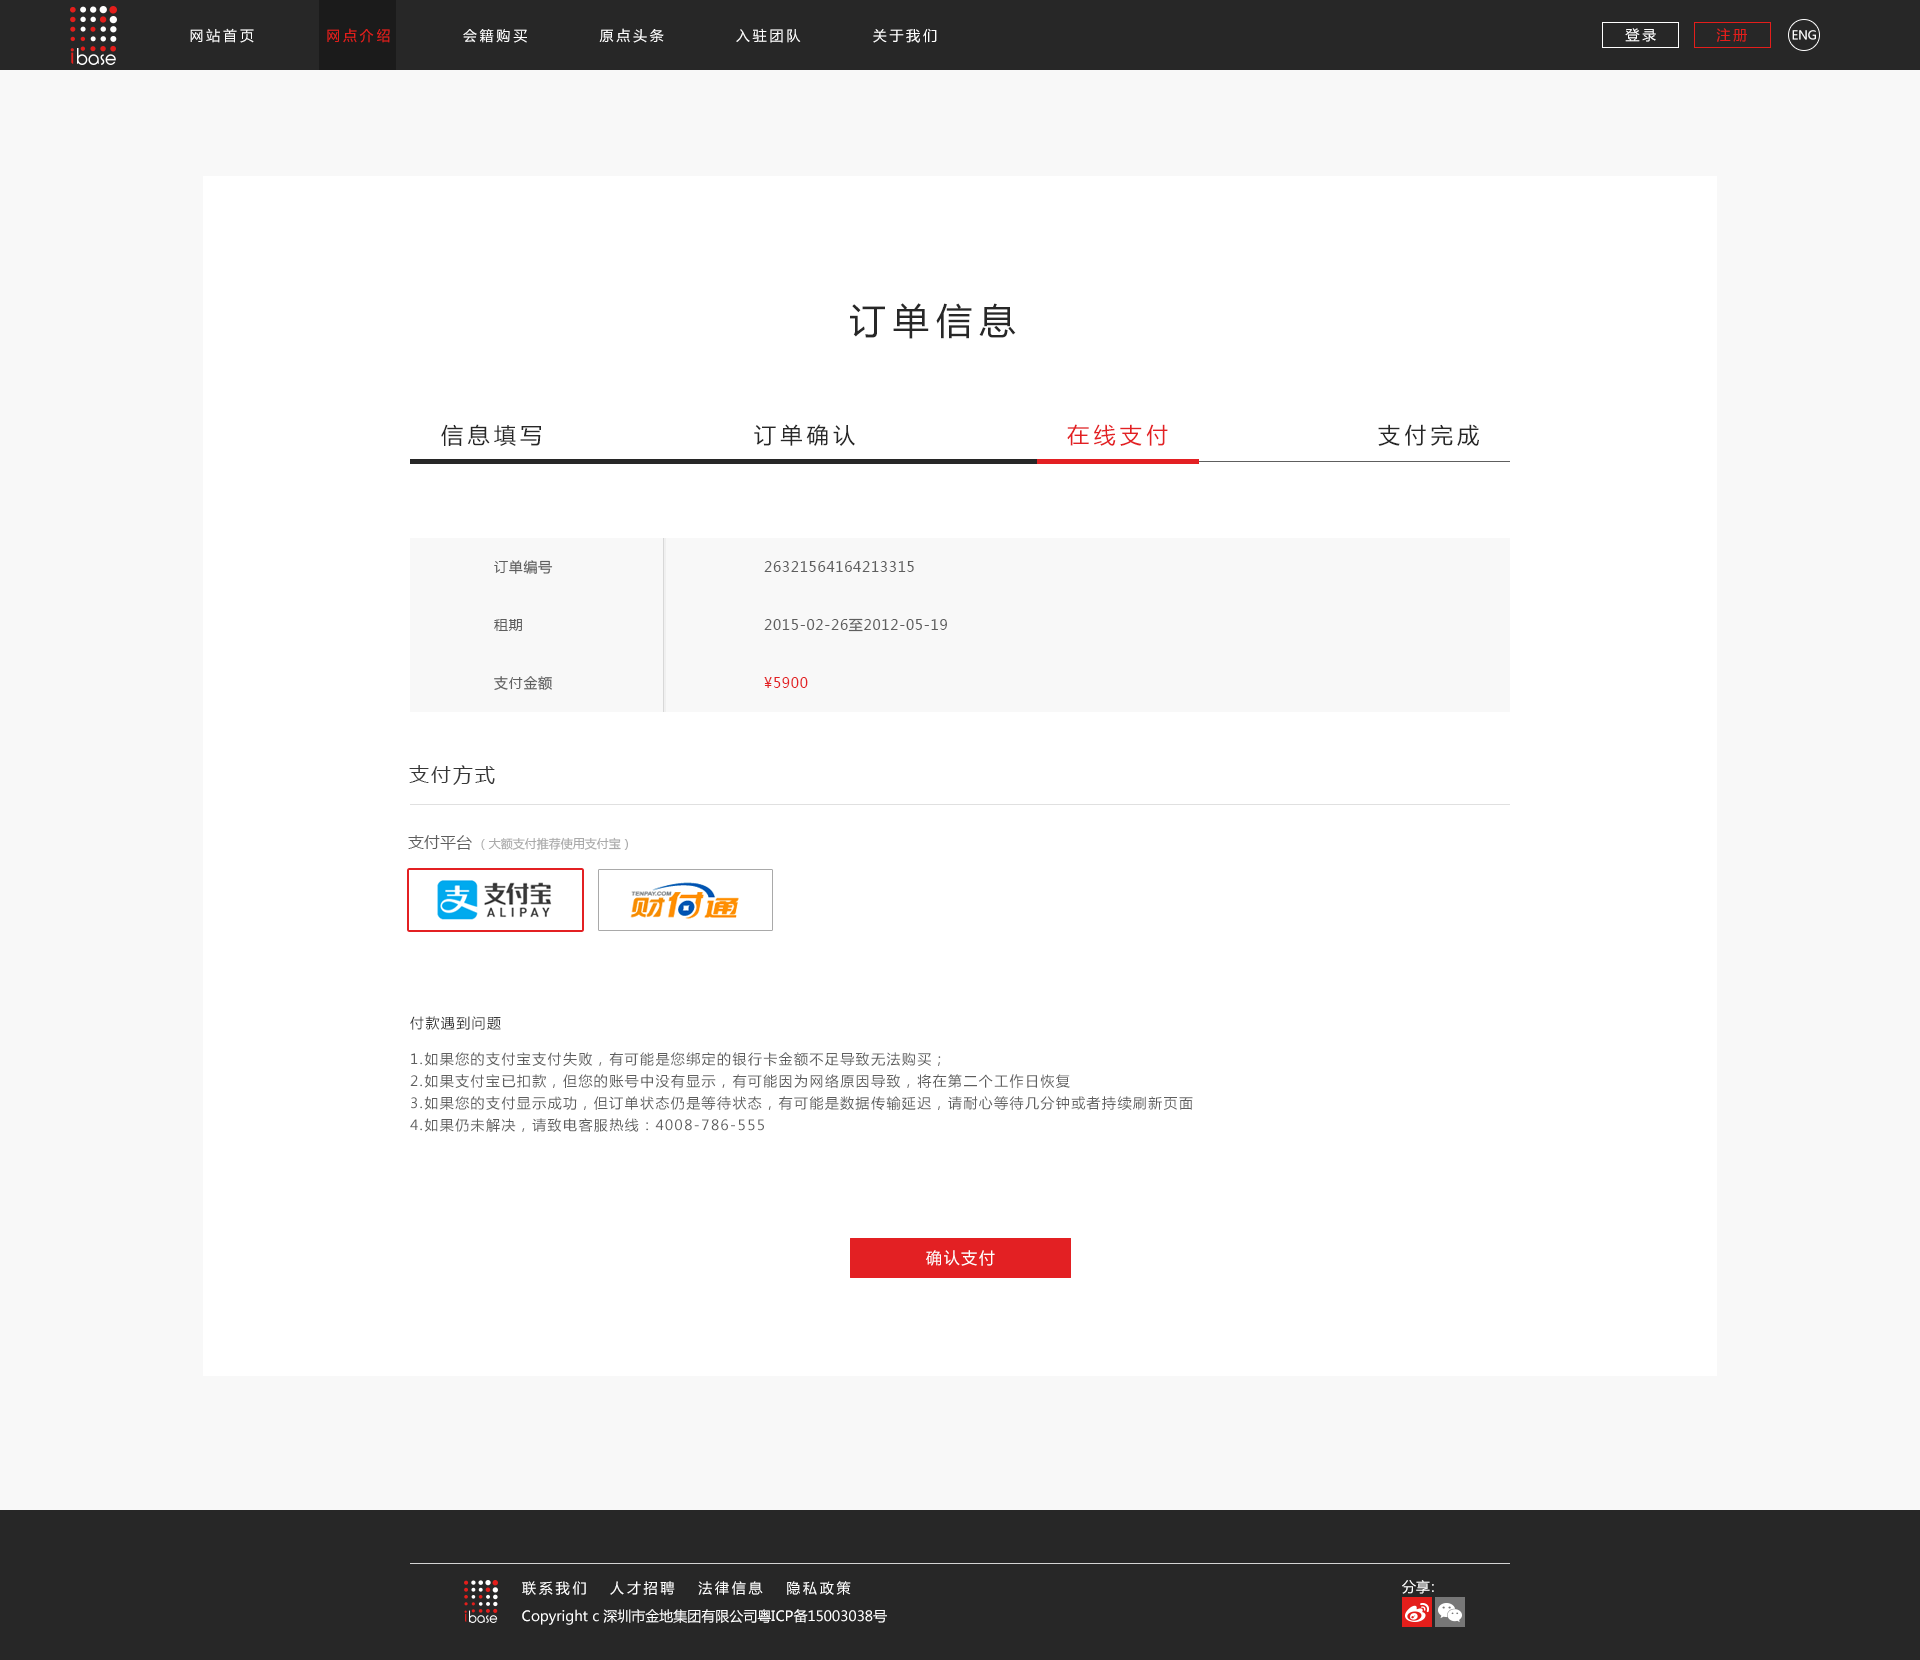 ibase
网站首页 网点介绍 会籍购买 原点头条 入驻团队 关于我们 登录 注册 ENG
订单信息
信息填写 订单确认 在线支付 支付完成
订单编号 26321564164213315
租期 2015-02-26至2012-05-19
支付金额 ¥5900
支付方式
支付平台 （大额支付推荐使用支付宝）
支付宝 ALIPAY
TENPAY.COM 财付通
付款遇到问题
1.如果您的支付宝支付失败，有可能是您绑定的银行卡金额不足导致无法购买；
2.如果支付宝已扣款，但您的账号中没有显示，有可能因为网络原因导致，将在第二个工作日恢复
3.如果您的支付显示成功，但订单状态仍是等待状态，有可能是数据传输延迟，请耐心等待几分钟或者持续刷新页面
4.如果仍未解决，请致电客服热线：4008-786-555
确认支付
ibase
联系我们 人才招聘 法律信息 隐私政策
Copyright c 深圳市金地集团有限公司粤ICP备15003038号
分享: